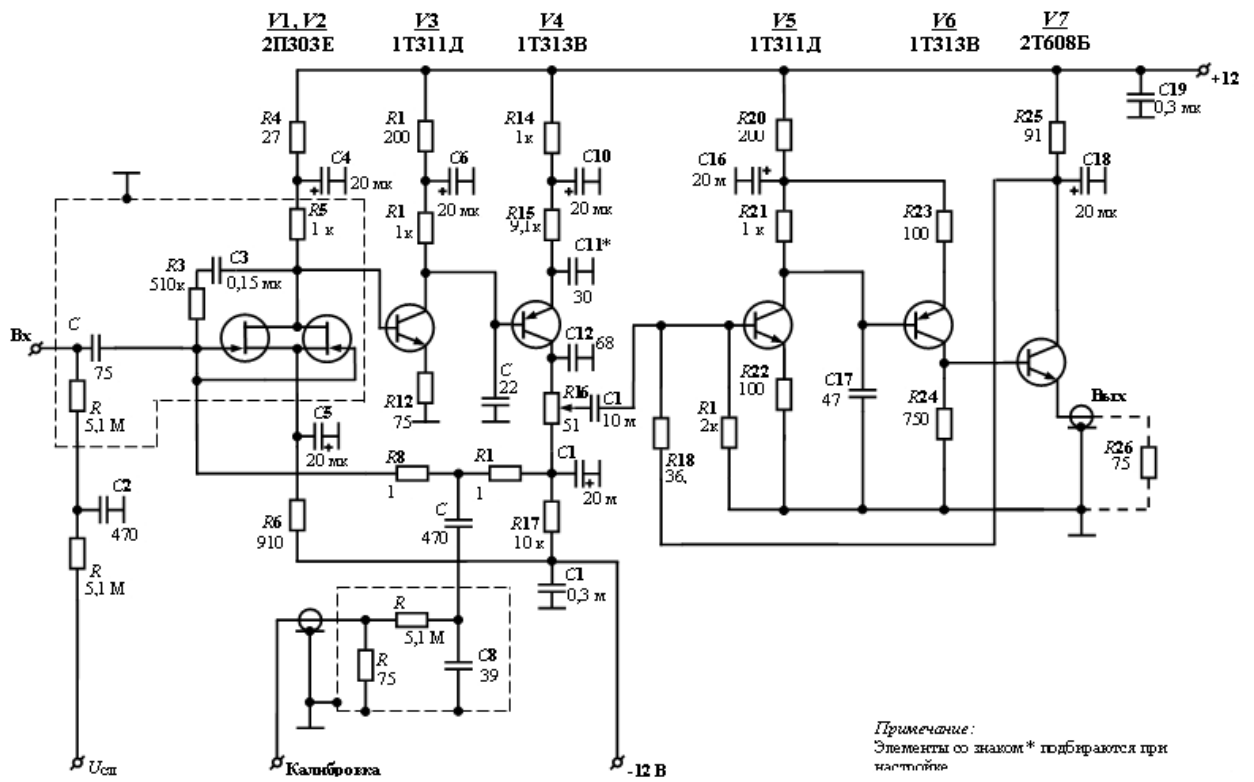 V1, V2
2П303Е
V3
1Т311Д
V4
1Т313В
V5
1Т311Д
V6
1Т313В
V7
2Т608Б
+12
C19
0,3 мк
R4
27
R1
200
R14
1к
R20
200
R25
91
C4
20 мк
C6
20 мк
C10
20 мк
C16
20 м
C18
20 мк
R5
1 к
R1
1к
R15
9,1к
R21
1 к
R23
100
C11*
30
R3
510к
C3
0,15 мк
Вх
C
75
C12
68
C
22
R16
51
C1
10 м
R22
100
C17
47
R24
750
Вых
R
5,1 М
R12
75
C5
20 мк
R1
2к
R18
36,
R26
75
R8
1
R1
1
C1
20 м
C2
470
R6
910
C
470
R17
10 к
R
5,1 М
C1
0,3 м
R
5,1 М
R
75
C8
39
Uсп
Калибровка
-12 В
Примечание:
Элементы со знаком * подбираются при
настройке